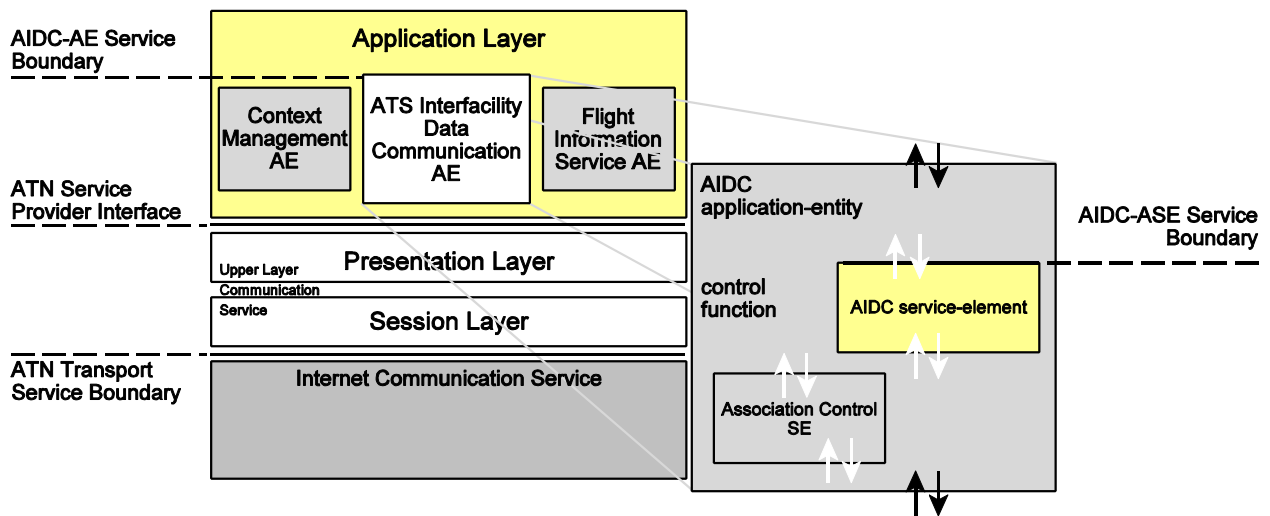 AIDC-AE Service
Boundary
Application Layer
Context
Management
AE
ATS Interfacility
Data
Communication
AE
Flight
Information
Service AE
ATN Service
Provider Interface
Presentation Layer
Upper Layer
Communication
Service
Session Layer
ATN Transport
Service Boundary
Internet Communication Service
AIDC
application-entity
AIDC-ASE Service
Boundary
control
function
AIDC service-element
Association Control
SE